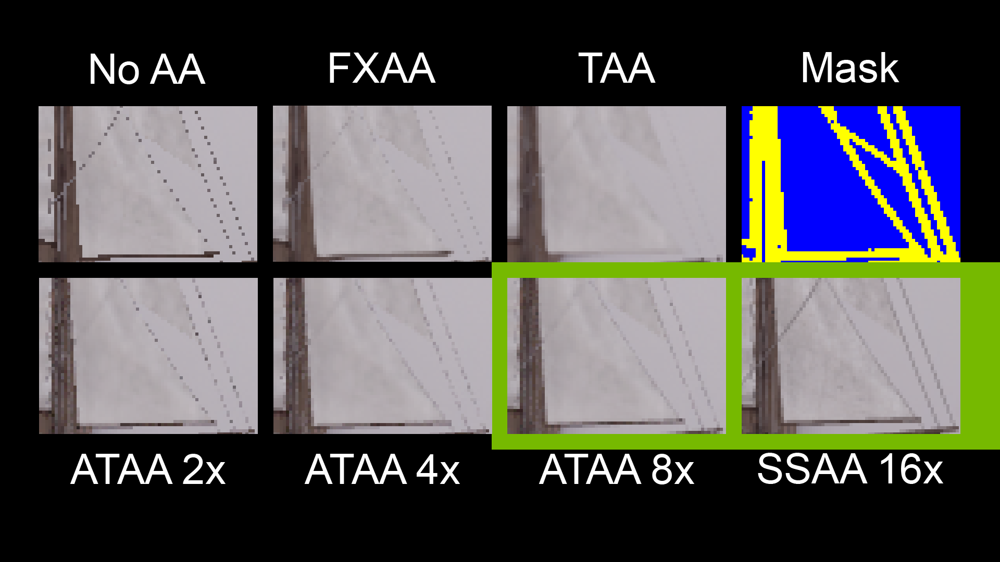 No AA
FXAA
TAA
Mask
ATAA 2x
ATAA 4x
ATAA 8x
SSAA 16x